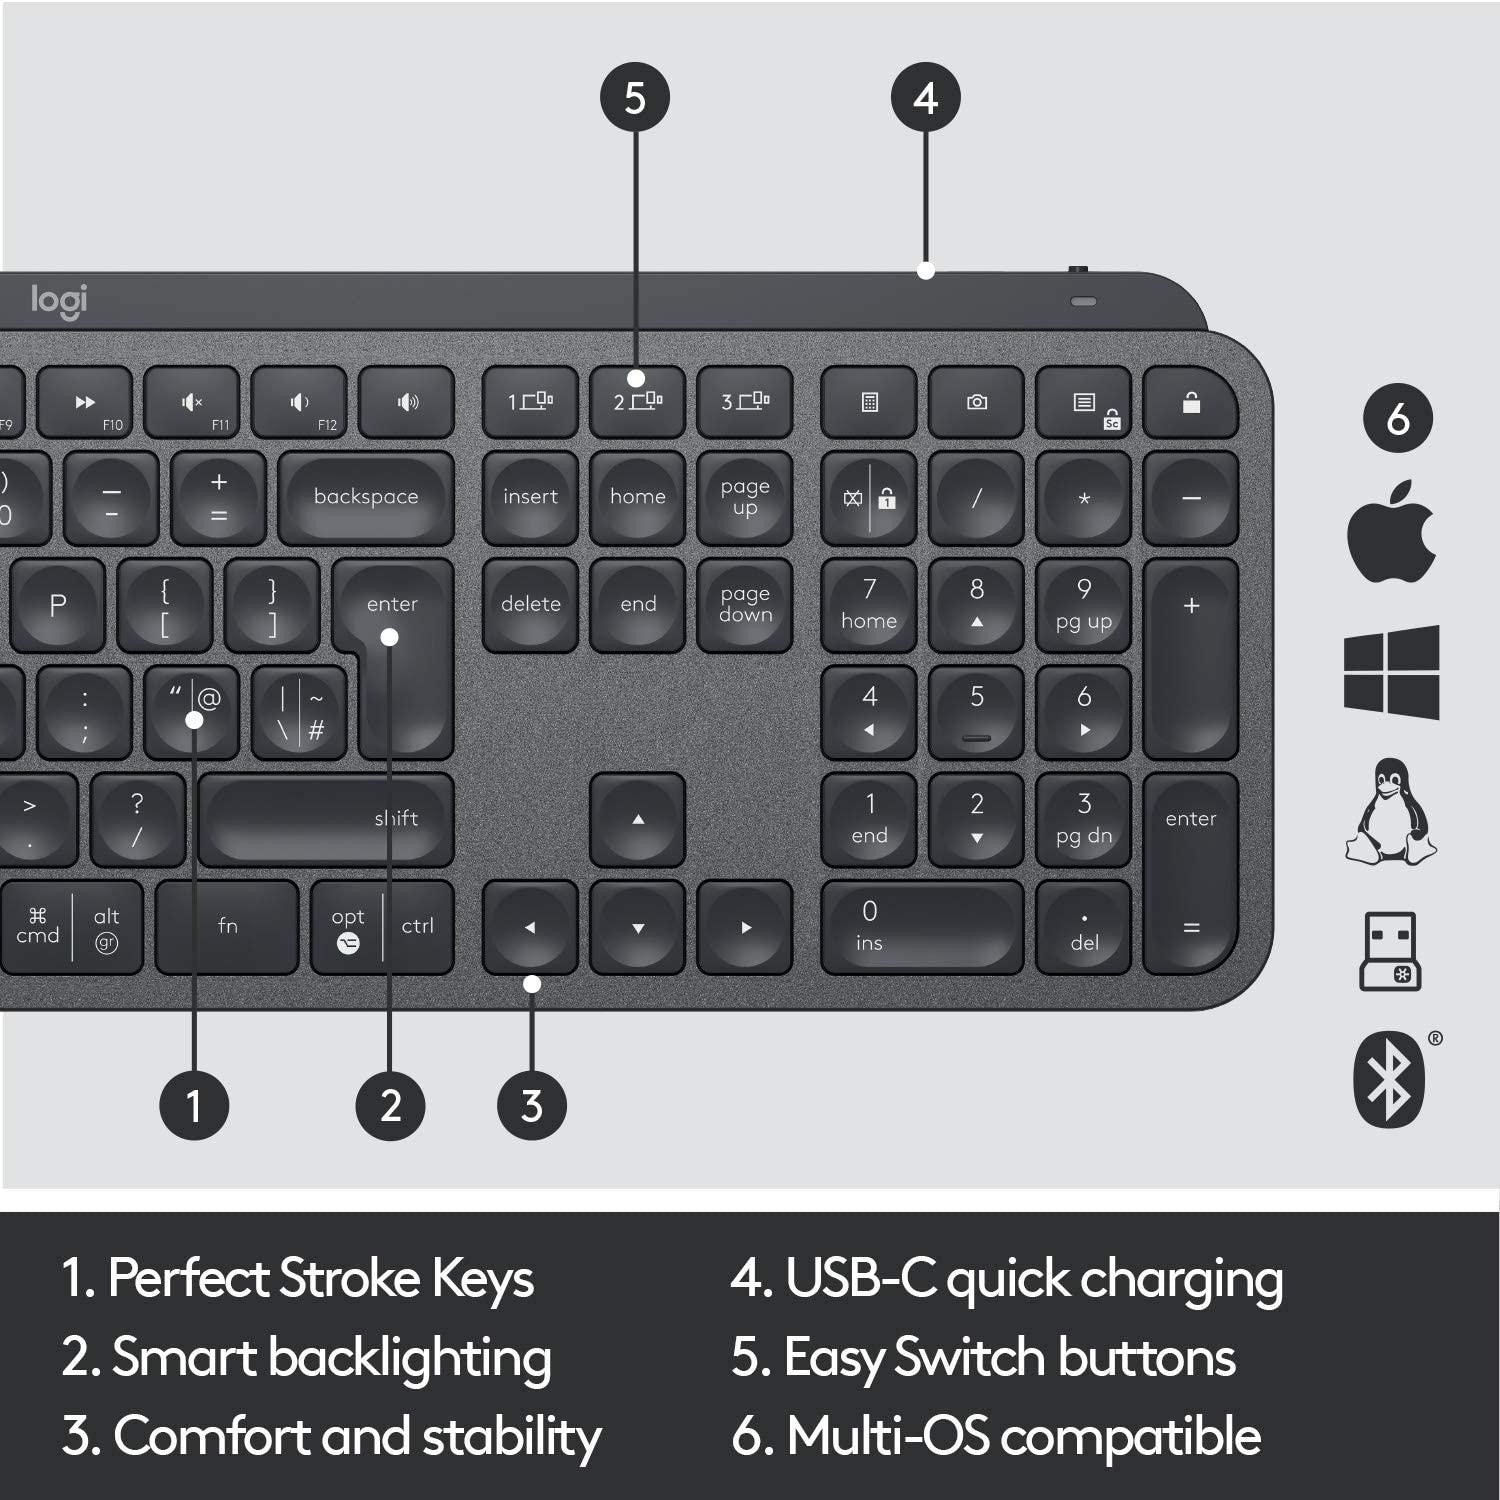 5
4
logi
F9
F10
F11
F12
1
2
3
Sc
)
0
—
-
+
=
backspace
insert
home
page
up
1
/
*
—
6
P
{
[
}
]
enter
delete
end
page
down
7
home
8
9
pg up
+
:
;
“ @
| ~
\ #
4
5
6
>
.
?
/
shift
1
end
2
3
pg dn
enter
=
⌘
cmd
alt
gr
fn
opt
ctrl
0
ins
.
del
®
1
2
3
1. Perfect Stroke Keys
2. Smart backlighting
3. Comfort and stability
4. USB-C quick charging
5. Easy Switch buttons
6. Multi-OS compatible